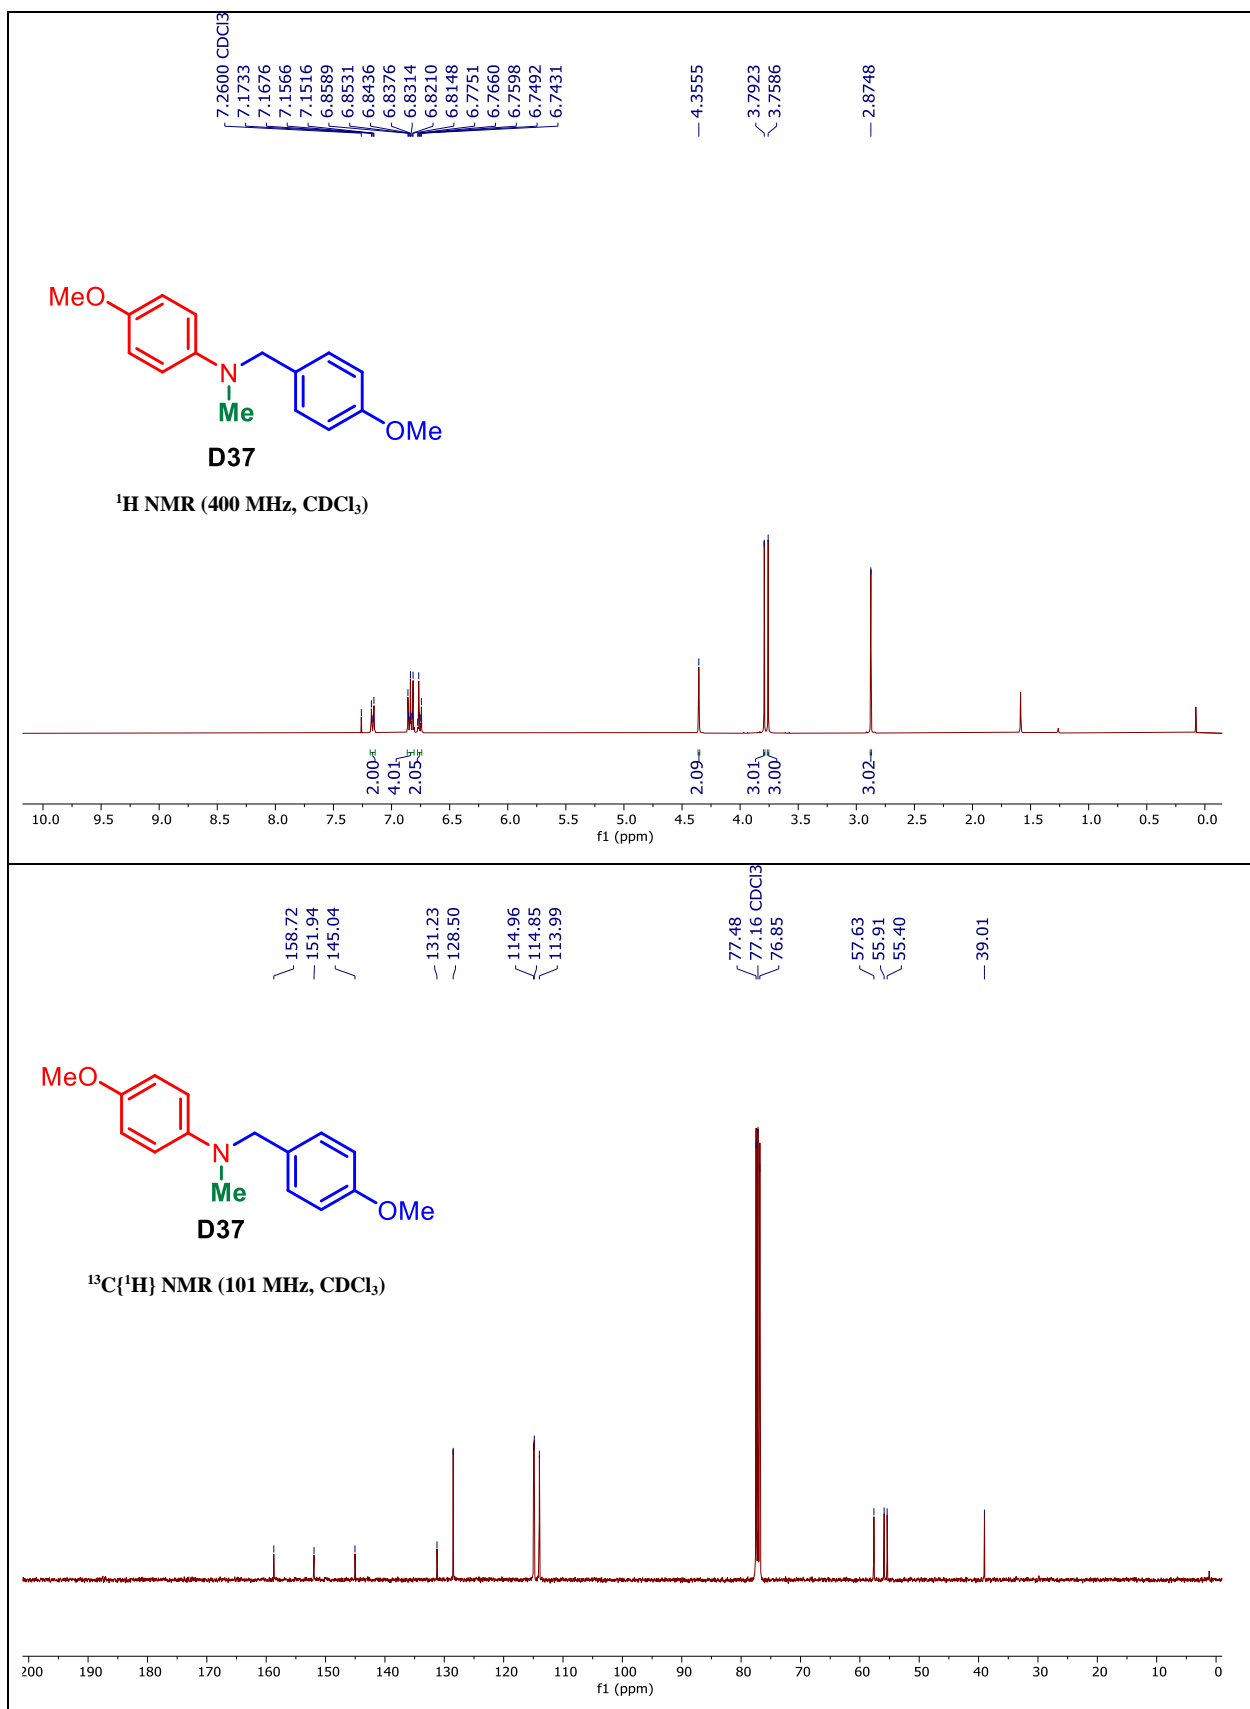 7.2600 CDCl3
7.1733
7.1676
7.1566
7.1516
6.8589
6.8531
6.8436
6.8376
6.8314
6.8210
6.8148
6.7751
6.7660
6.7598
6.7492
6.7431
4.3555
3.7923
3.7586
2.8748
MeO
N
Me
OMe
D37
¹H NMR (400 MHz, CDCl₃)
2.00
4.01
2.05
2.09
3.01
3.00
3.02
10.0 9.5 9.0 8.5 8.0 7.5 7.0 6.5 6.0 5.5 5.0 4.5 4.0 3.5 3.0 2.5 2.0 1.5 1.0 0.5 0.0
f1 (ppm)
158.72
151.94
145.04
131.23
128.50
114.96
114.85
113.99
77.48
77.16 CDCl3
76.85
57.63
55.91
55.40
39.01
MeO
N
Me
OMe
D37
¹³C{¹H} NMR (101 MHz, CDCl₃)
200 190 180 170 160 150 140 130 120 110 100 90 80 70 60 50 40 30 20 10 0
f1 (ppm)